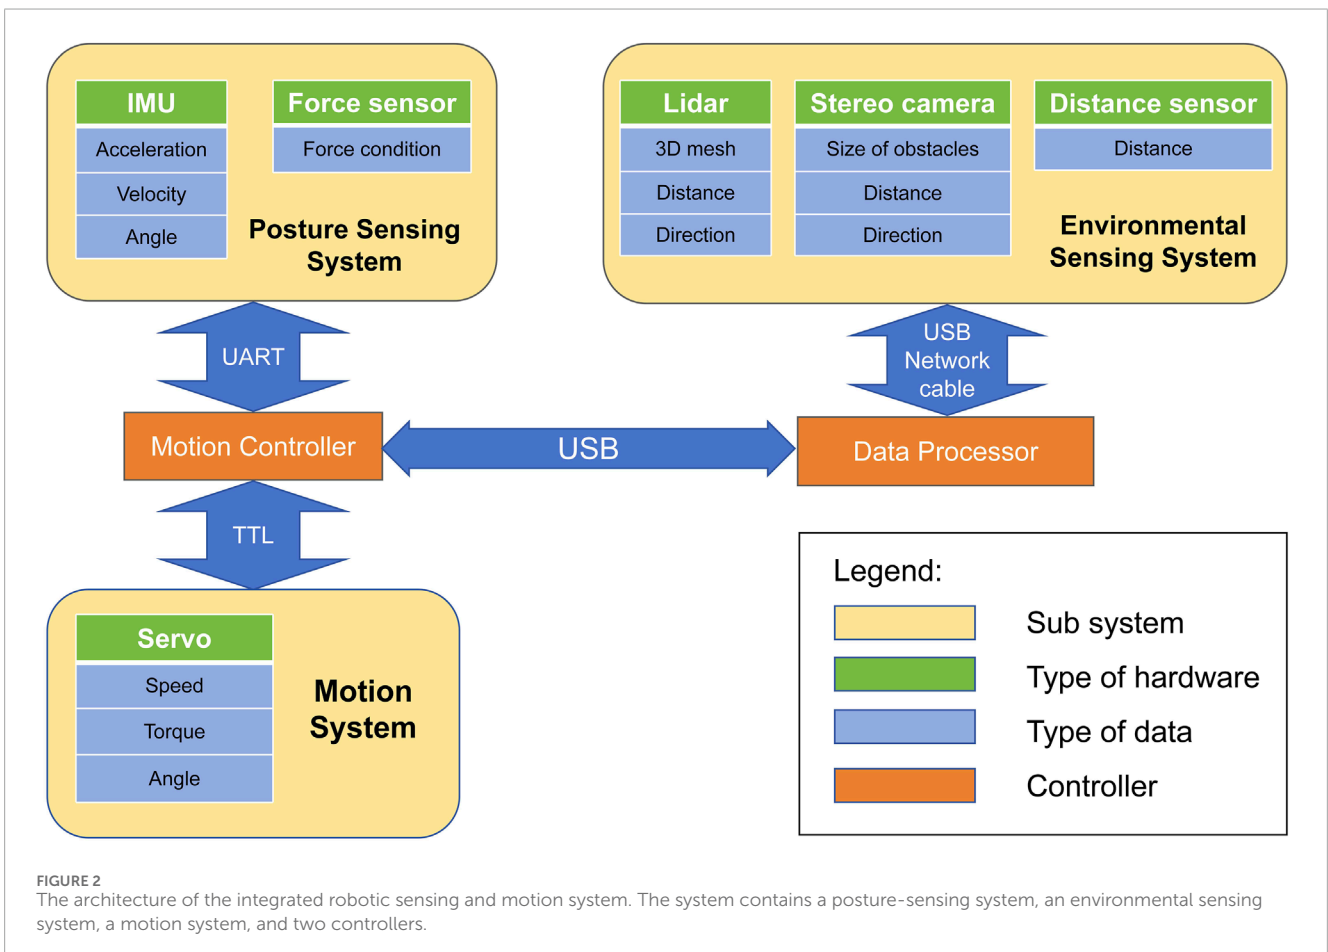 IMU
Acceleration
Velocity
Angle
Force sensor
Force condition
Posture Sensing
System
Lidar
3D mesh
Distance
Direction
Stereo camera
Size of obstacles
Distance
Direction
Distance sensor
Distance
Environmental
Sensing System
UART
USB
Network
cable
Motion Controller
USB
Data Processor
TTL
Servo
Speed
Torque
Angle
Motion
System
Legend:
Sub system
Type of hardware
Type of data
Controller
FIGURE 2
The architecture of the integrated robotic sensing and motion system. The system contains a posture-sensing system, an environmental sensing
system, a motion system, and two controllers.